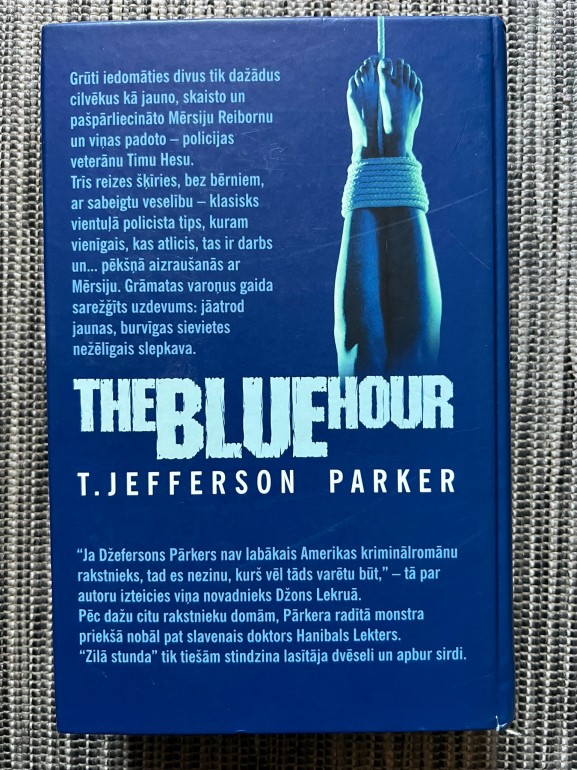 Grūti iedomāties divus tik dažādus
cilvēkus kā jauno, skaisto un
pašpārliecināto Mērsiju Reibornu
un viņas padoto – policijas
veterānu Timu Hesu.
Trīs reizes šķīries, bez bērniem,
ar sabeigtu veselību – klasisks
vientuļā policista tips, kuram
vienīgais, kas atlicis, tas ir darbs
un... pēkšņā aizraušanās ar
Mērsiju. Grāmatas varoņus gaida
sarežģīts uzdevums: jāatrod
jaunas, burvīgas sievietes
nežēlīgais slepkava.
THE BLUE HOUR
T. JEFFERSON PARKER
“Ja Džefersons Pārkers nav labākais Amerikas kriminālromānu
rakstnieks, tad es nezinu, kurš vēl tāds varētu būt,” – tā par
autoru izteicies viņa novadnieks Džons Lekruā.
Pēc dažu citu rakstnieku domām, Pārkera radītā monstra
priekšā nobāl pat slavenais doktors Hanibals Lekters.
“Zilā stunda” tik tiešām stindzina lasītāja dvēseli un apbur sirdi.